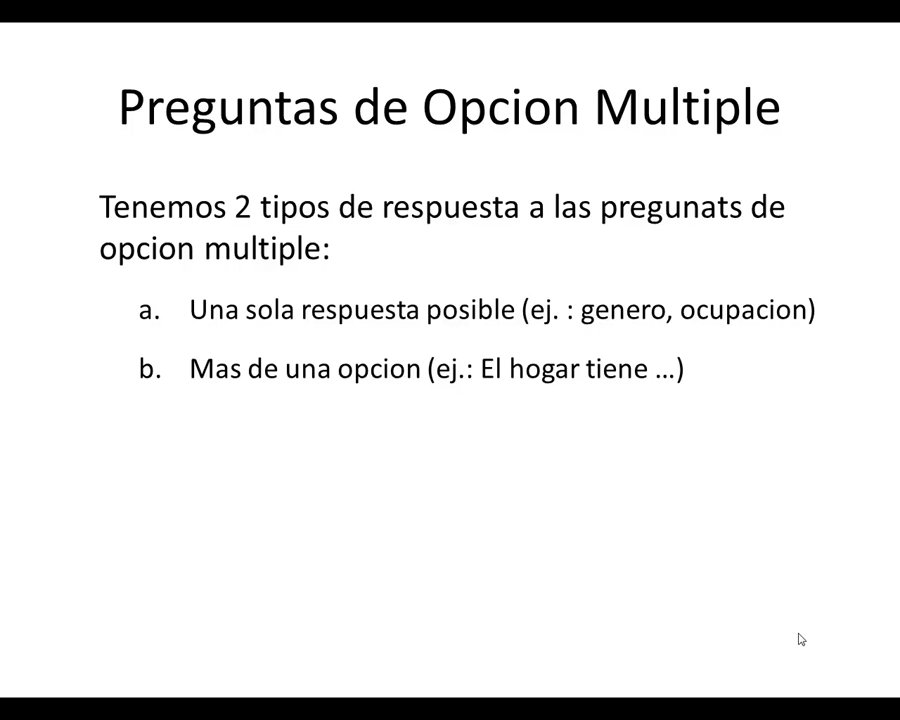 Preguntas de Opcion Multiple
Tenemos 2 tipos de respuesta a las pregunats de
opcion multiple:
a. Una sola respuesta posible (ej. : genero, ocupacion)
b. Mas de una opcion (ej.: El hogar tiene ...)